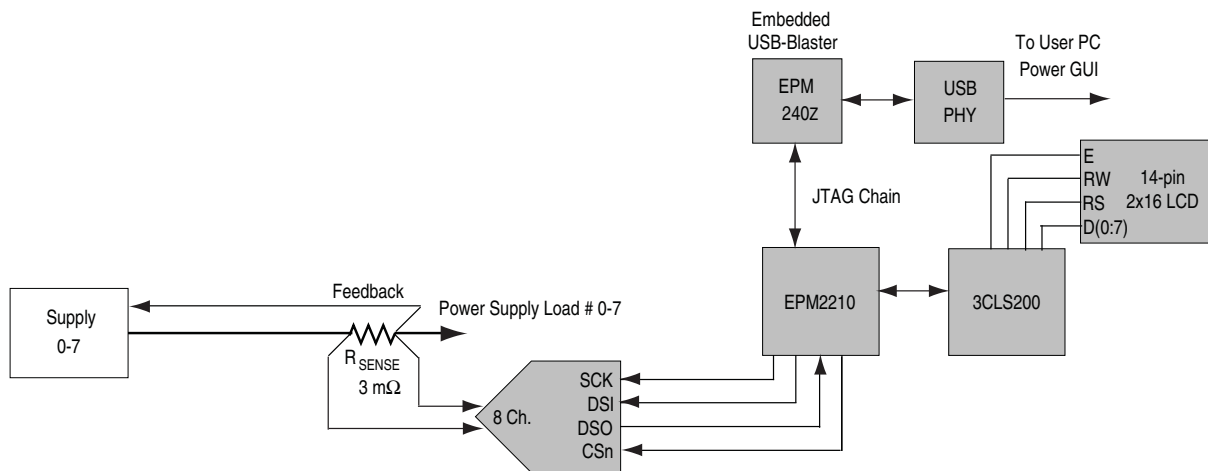 Embedded
USB-Blaster
To User PC
Power GUI
EPM
240Z
USB
PHY
E
RW
RS
D(0:7)
14-pin
2x16 LCD
JTAG Chain
EPM2210
3CLS200
Feedback
Supply
0-7
Power Supply Load # 0-7
R SENSE
3 mΩ
8 Ch.
SCK
DSI
DSO
CSn